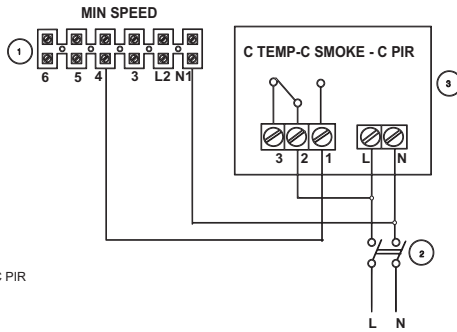 MIN SPEED
1
6 5 4 3 L2 N1
C TEMP-C SMOKE - C PIR
3
3 2 1 L N
2
C PIR
L N